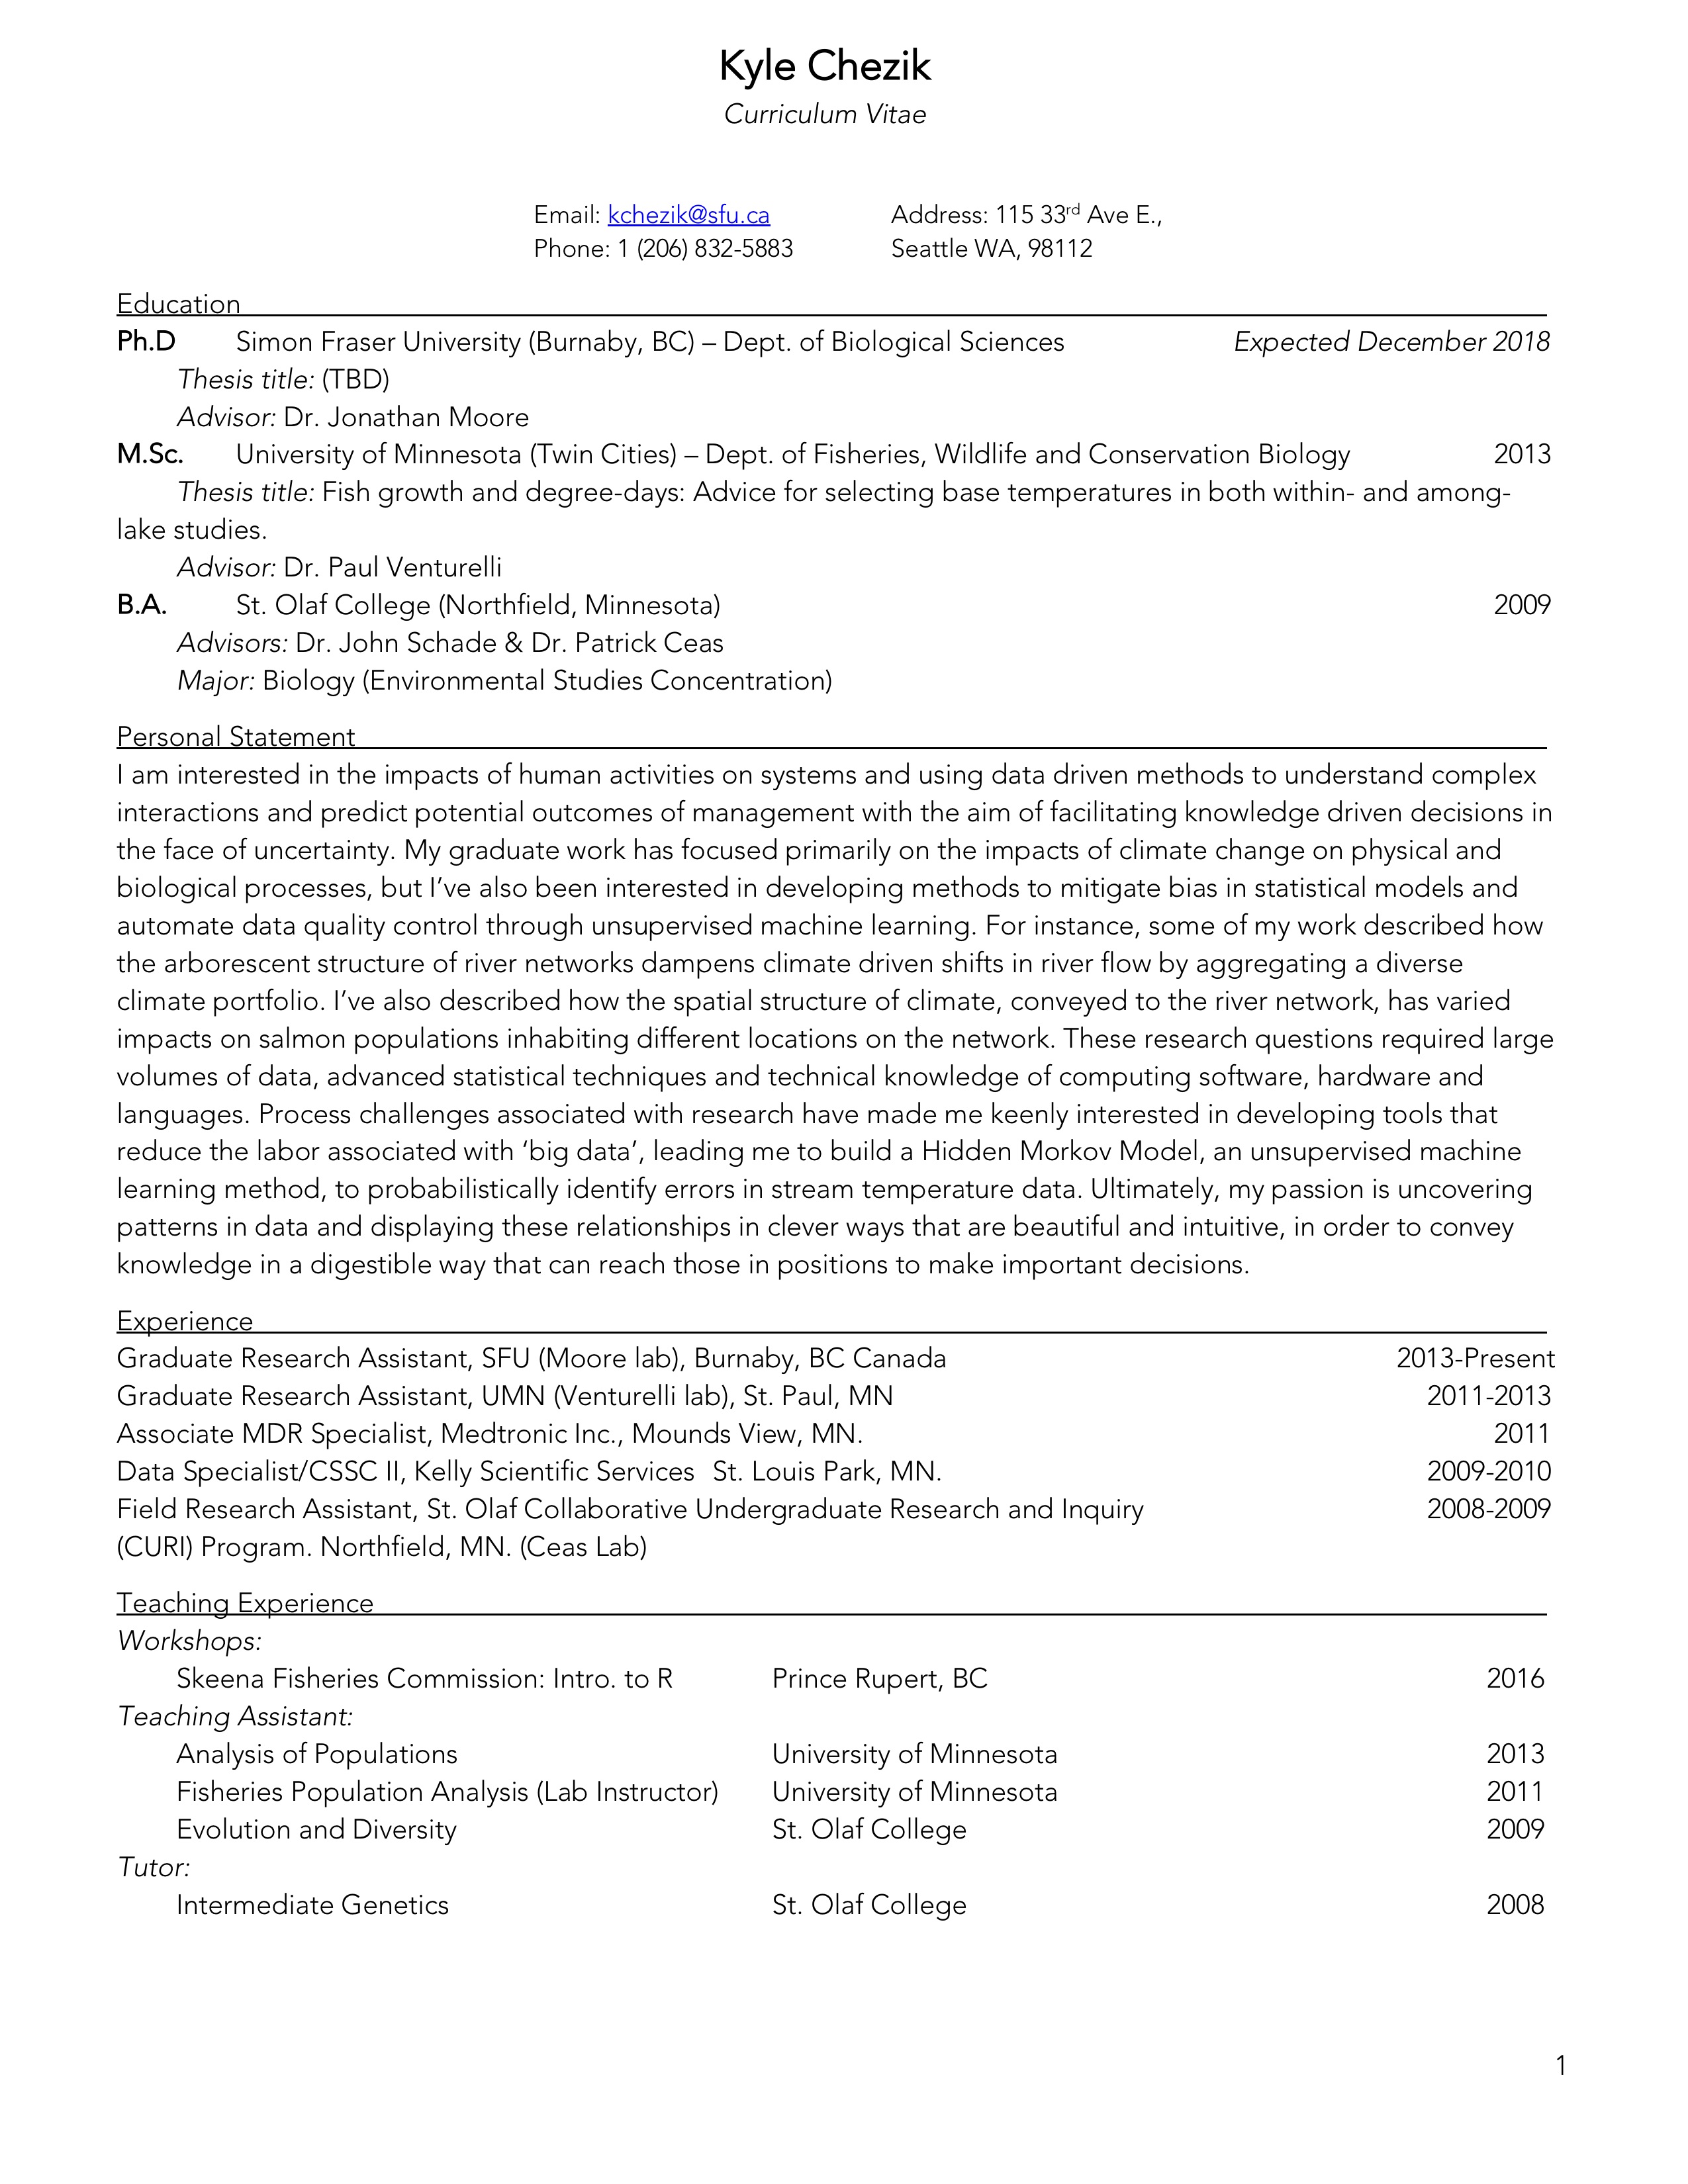 Kyle Chezik
Curriculum Vitae
Email: kchezik@sfu.ca Address: 115 33rd Ave E.,
Phone: 1 (206) 832-5883 Seattle WA, 98112
Education
Ph.D Simon Fraser University (Burnaby, BC) – Dept. of Biological Sciences Expected December 2018
Thesis title: (TBD)
Advisor: Dr. Jonathan Moore
M.Sc. University of Minnesota (Twin Cities) – Dept. of Fisheries, Wildlife and Conservation Biology 2013
Thesis title: Fish growth and degree-days: Advice for selecting base temperatures in both within- and among-
lake studies.
Advisor: Dr. Paul Venturelli
B.A. St. Olaf College (Northfield, Minnesota) 2009
Advisors: Dr. John Schade & Dr. Patrick Ceas
Major: Biology (Environmental Studies Concentration)
Personal Statement
I am interested in the impacts of human activities on systems and using data driven methods to understand complex
interactions and predict potential outcomes of management with the aim of facilitating knowledge driven decisions in
the face of uncertainty. My graduate work has focused primarily on the impacts of climate change on physical and
biological processes, but I’ve also been interested in developing methods to mitigate bias in statistical models and
automate data quality control through unsupervised machine learning. For instance, some of my work described how
the arborescent structure of river networks dampens climate driven shifts in river flow by aggregating a diverse
climate portfolio. I’ve also described how the spatial structure of climate, conveyed to the river network, has varied
impacts on salmon populations inhabiting different locations on the network. These research questions required large
volumes of data, advanced statistical techniques and technical knowledge of computing software, hardware and
languages. Process challenges associated with research have made me keenly interested in developing tools that
reduce the labor associated with ‘big data’, leading me to build a Hidden Morkov Model, an unsupervised machine
learning method, to probabilistically identify errors in stream temperature data. Ultimately, my passion is uncovering
patterns in data and displaying these relationships in clever ways that are beautiful and intuitive, in order to convey
knowledge in a digestible way that can reach those in positions to make important decisions.
Experience
Graduate Research Assistant, SFU (Moore lab), Burnaby, BC Canada 2013-Present
Graduate Research Assistant, UMN (Venturelli lab), St. Paul, MN 2011-2013
Associate MDR Specialist, Medtronic Inc., Mounds View, MN. 2011
Data Specialist/CSSC II, Kelly Scientific Services St. Louis Park, MN. 2009-2010
Field Research Assistant, St. Olaf Collaborative Undergraduate Research and Inquiry 2008-2009
(CURI) Program. Northfield, MN. (Ceas Lab)
Teaching Experience
Workshops:
Skeena Fisheries Commission: Intro. to R Prince Rupert, BC 2016
Teaching Assistant:
Analysis of Populations University of Minnesota 2013
Fisheries Population Analysis (Lab Instructor) University of Minnesota 2011
Evolution and Diversity St. Olaf College 2009
Tutor:
Intermediate Genetics St. Olaf College 2008
1